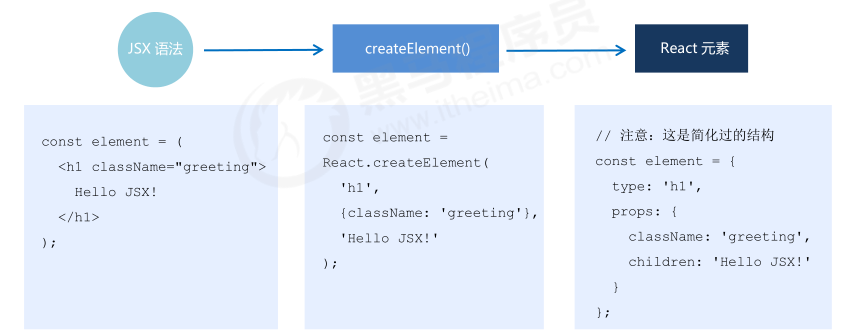 JSX 语法
createElement()
React 元素
黑马程序员
www.itheima.com
const element = (
  <h1 className="greeting">
    Hello JSX!
  </h1>
);
const element =
React.createElement(
  'h1',
  {className: 'greeting'},
  'Hello JSX!'
);
// 注意：这是简化过的结构
const element = {
  type: 'h1',
  props: {
    className: 'greeting',
    children: 'Hello JSX!'
  }
};